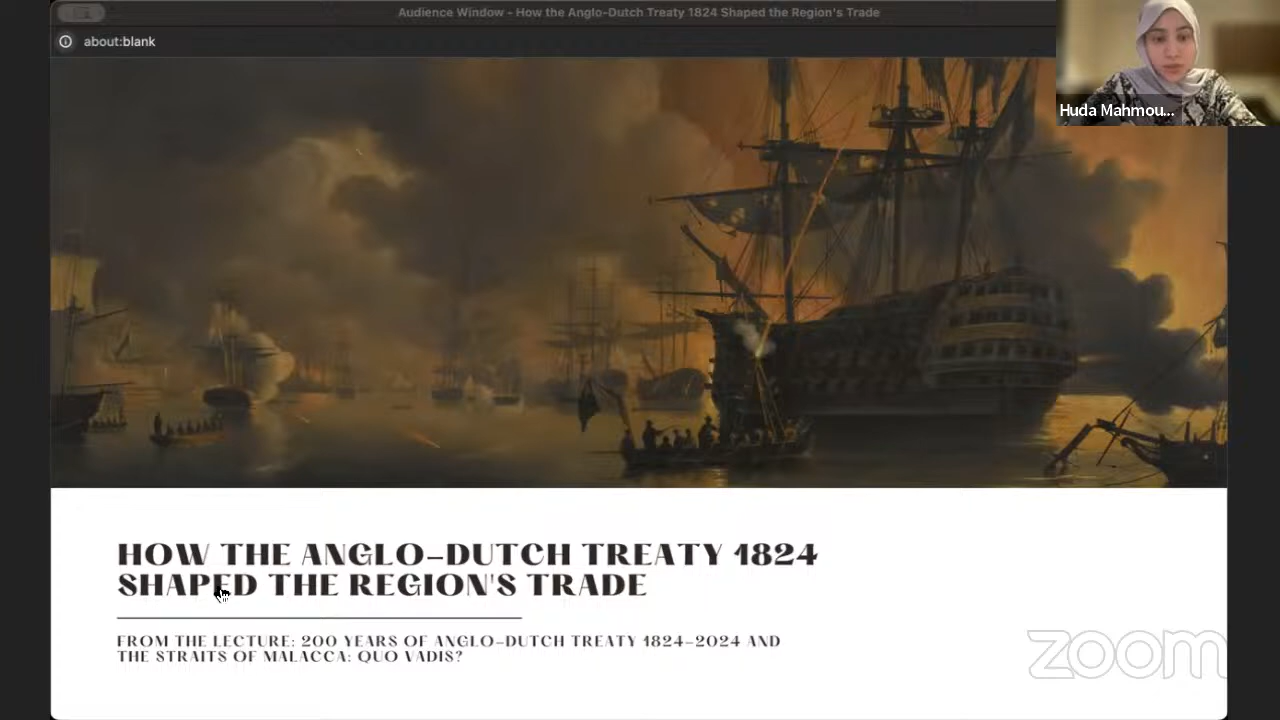 Audience Window - How the Anglo-Dutch Treaty 1824 Shaped the Region's Trade
about:blank
Huda Mahmou...
HOW THE ANGLO-DUTCH TREATY 1824
SHAPED THE REGION'S TRADE
FROM THE LECTURE: 200 YEARS OF ANGLO-DUTCH TREATY 1824-2024 AND
THE STRAITS OF MALACCA: QUO VADIS?
zoom